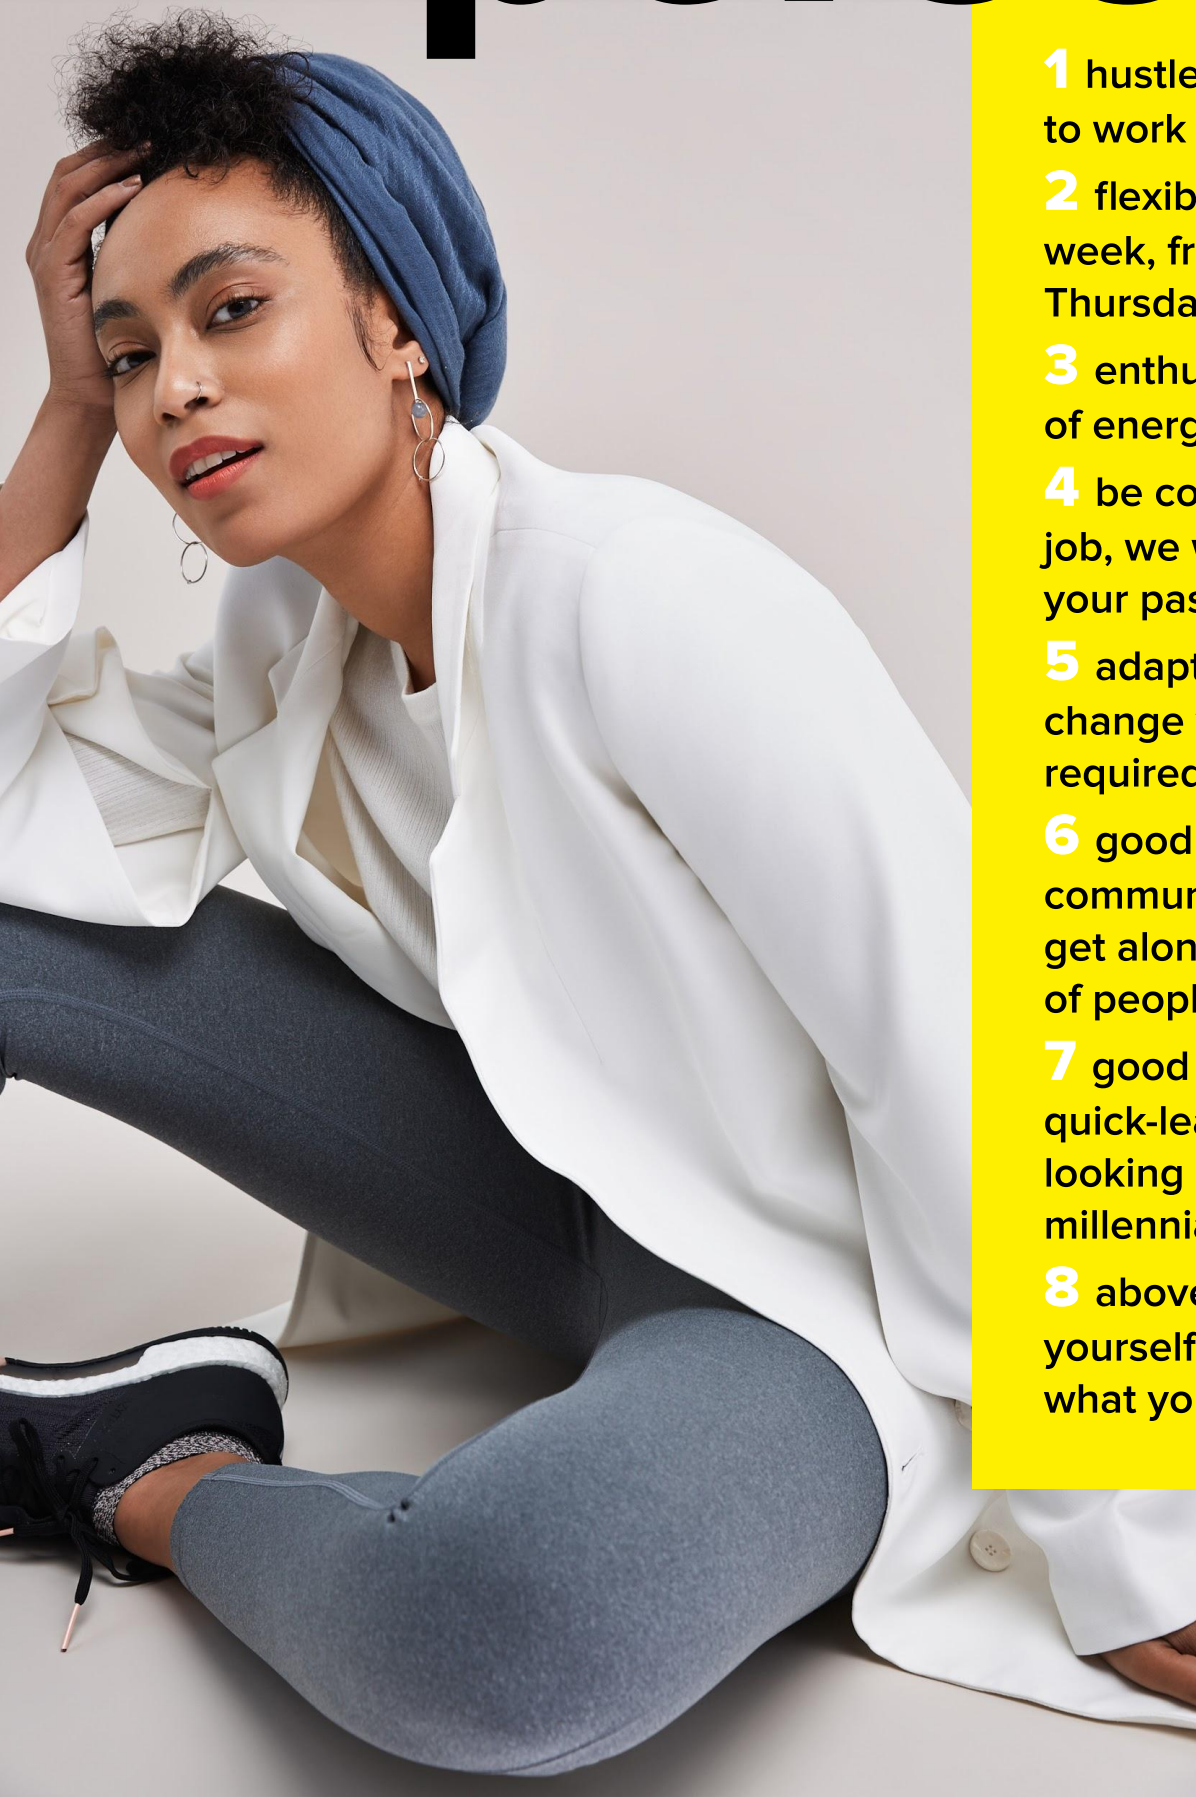 1 hustle
to work
2 flexib
week, fr
Thursda
3 enthu
of energ
4 be co
job, we
your pas
5 adapt
change
required
6 good
commun
get alon
of peopl
7 good
quick-lea
looking
millennia
8 above
yourself
what yo